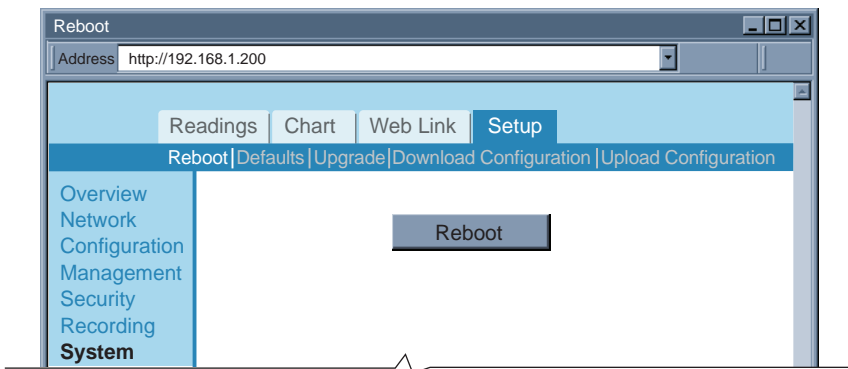 Reboot
Address http://192.168.1.200
Readings Chart Web Link Setup
Reboot|Defaults|Upgrade|Download Configuration|Upload Configuration
Overview
Network
Reboot
Configuration
Management
Security
Recording
System